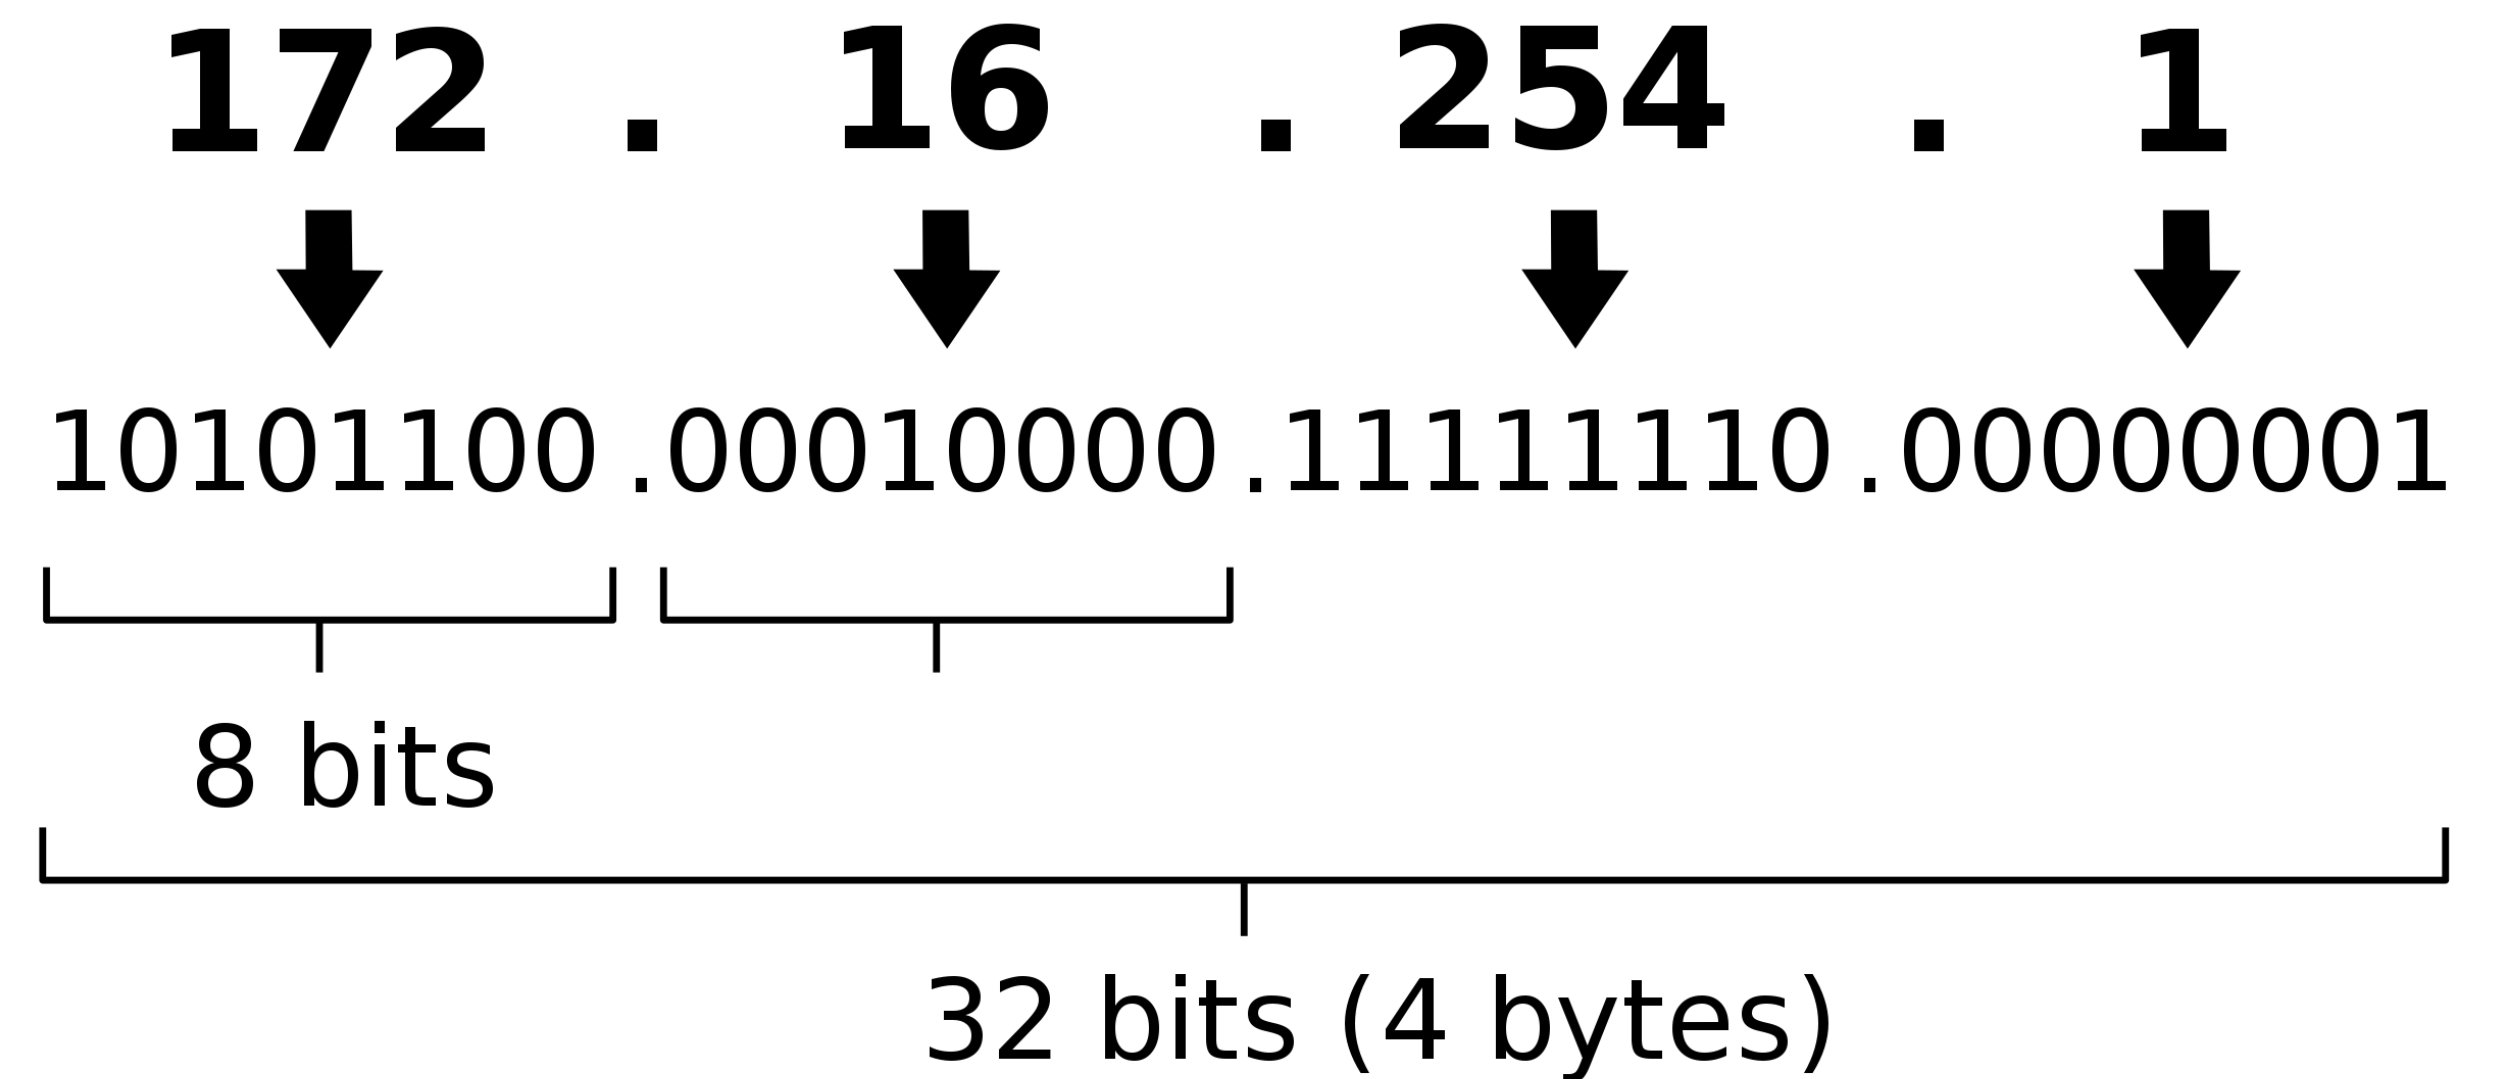 172 . 16 . 254 . 1
10101100.00010000.11111110.00000001
8 bits
32 bits (4 bytes)